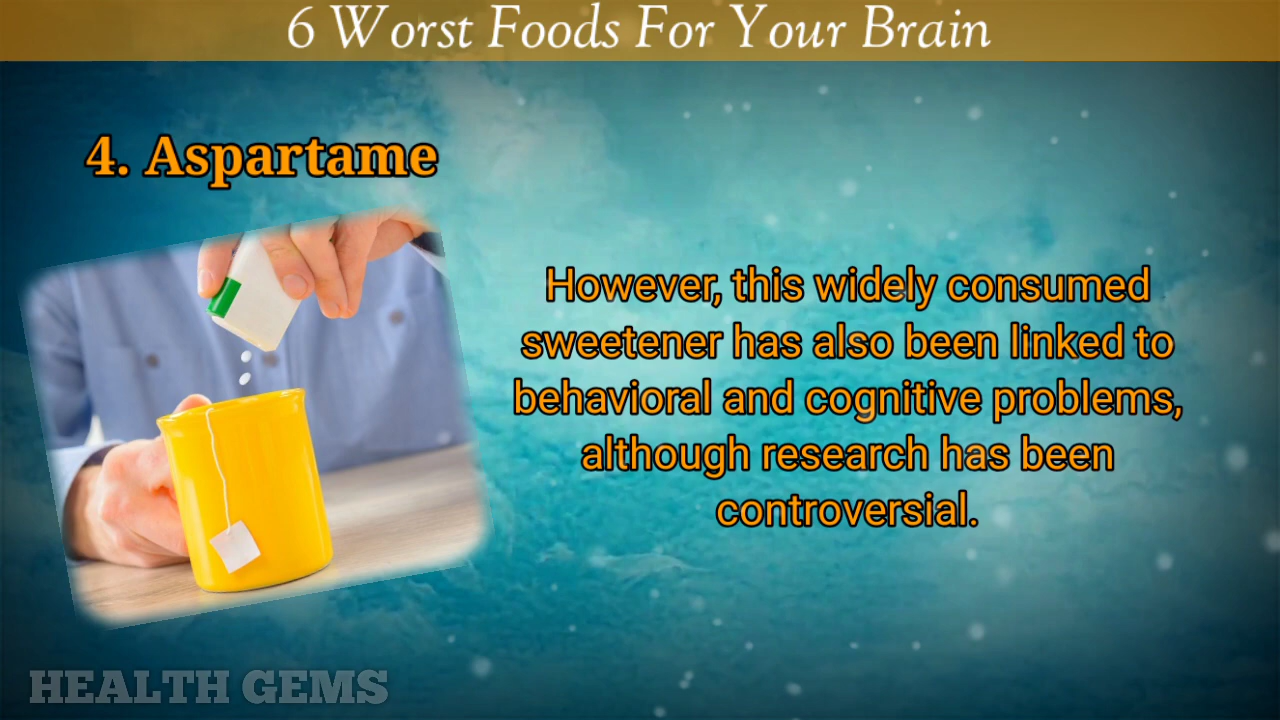 6 Worst Foods For Your Brain
4. Aspartame
However, this widely consumed
sweetener has also been linked to
behavioral and cognitive problems,
although research has been
controversial.
HEALTH GEMS